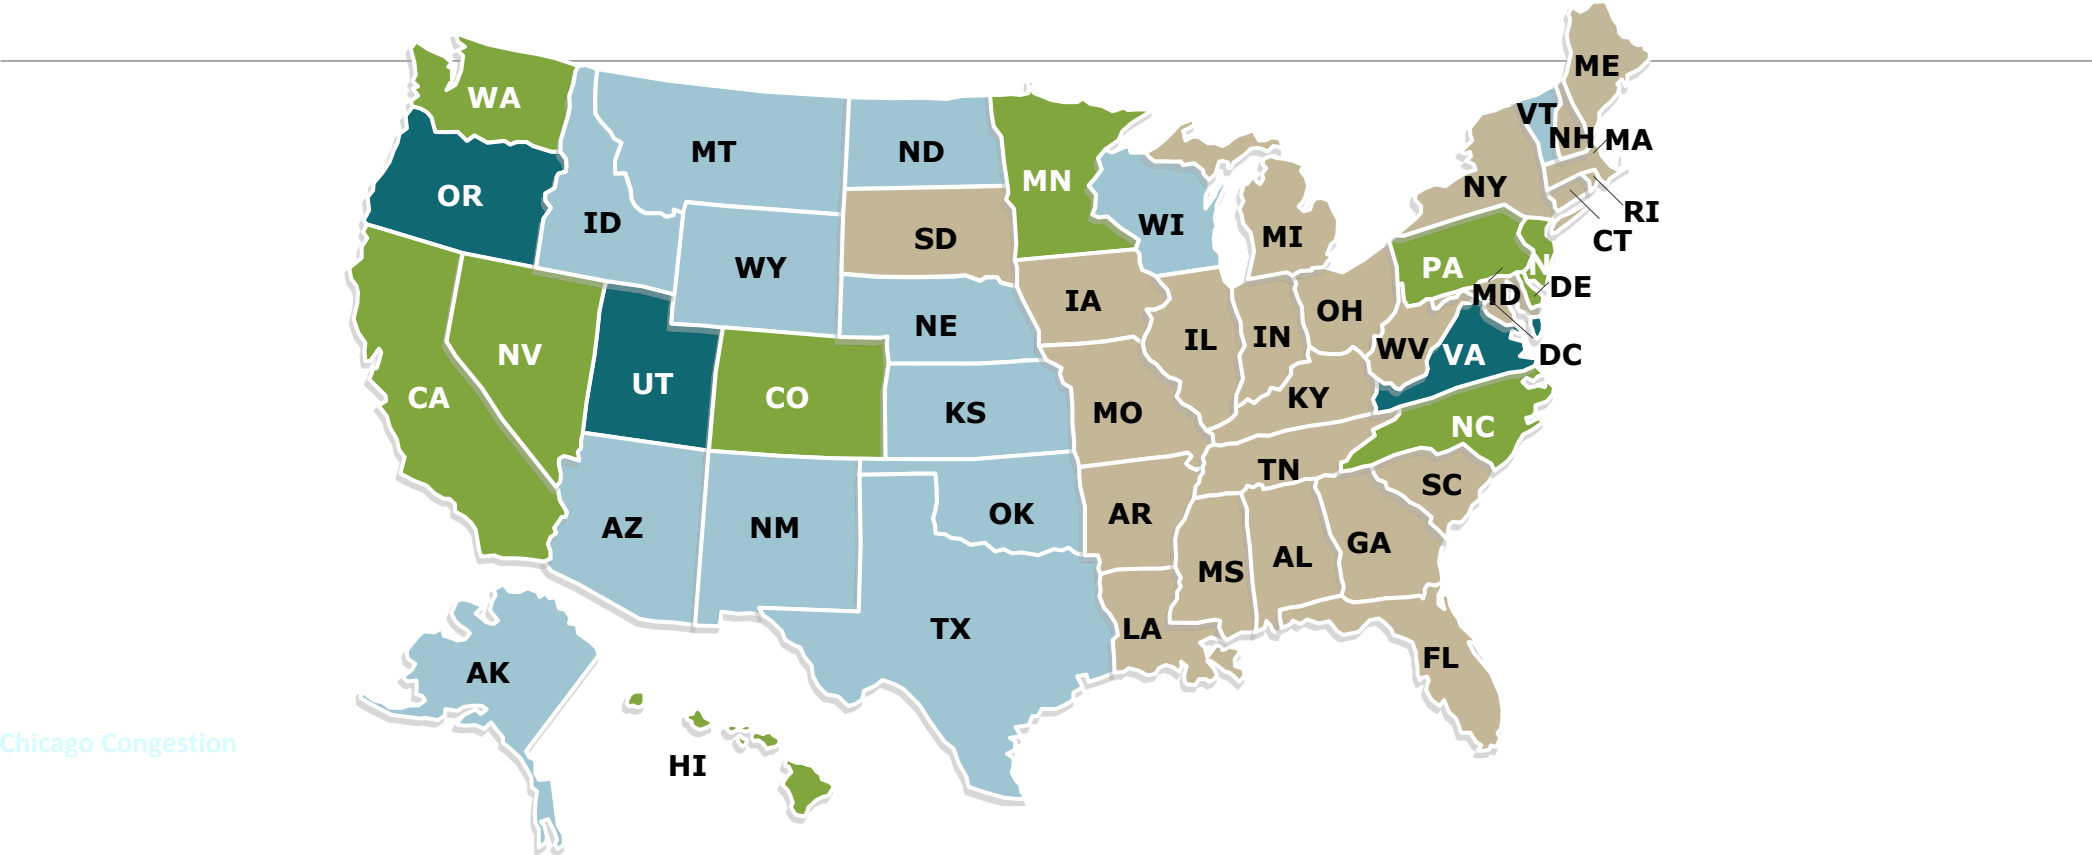 ME
WA
VT
NH
MA
MT
ND
MN
OR
NY
RI
ID
WI
SD
MI
CT
WY
PA
N
DE
MD
IA
OH
NE
IL
IN
WV
VA
DC
NV
UT
CO
CA
KS
MO
KY
NC
TN
SC
AZ
NM
OK
AR
GA
MS
AL
TX
LA
FL
AK
Chicago Congestion
HI